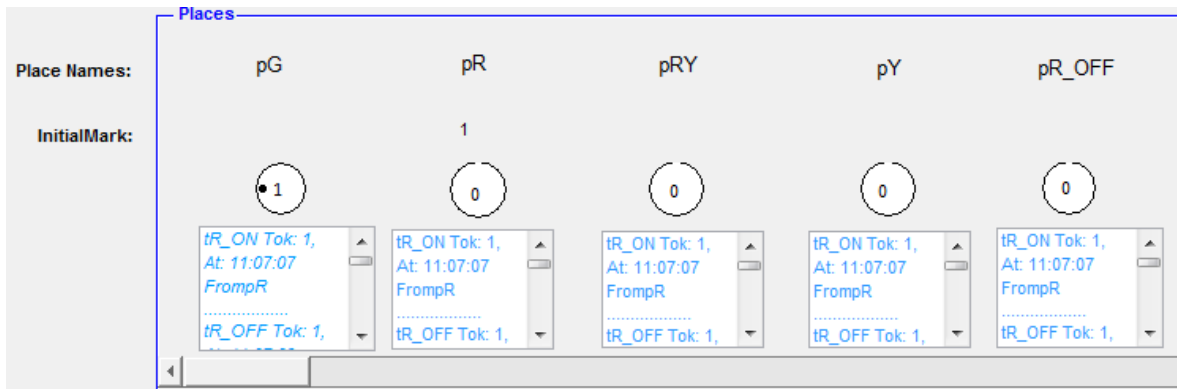 Places
Place Names: pG pR pRY pY pR_OFF
InitialMark: 1
1 0 0 0 0
tR_ON Tok: 1, tR_ON Tok: 1, tR_ON Tok: 1, tR_ON Tok: 1, tR_ON Tok: 1,
At: 11:07:07 At: 11:07:07 At: 11:07:07 At: 11:07:07 At: 11:07:07
FrompR FrompR FrompR FrompR FrompR
................. ................. ................. ................. .................
tR_OFF Tok: 1, tR_OFF Tok: 1, tR_OFF Tok: 1, tR_OFF Tok: 1, tR_OFF Tok: 1,